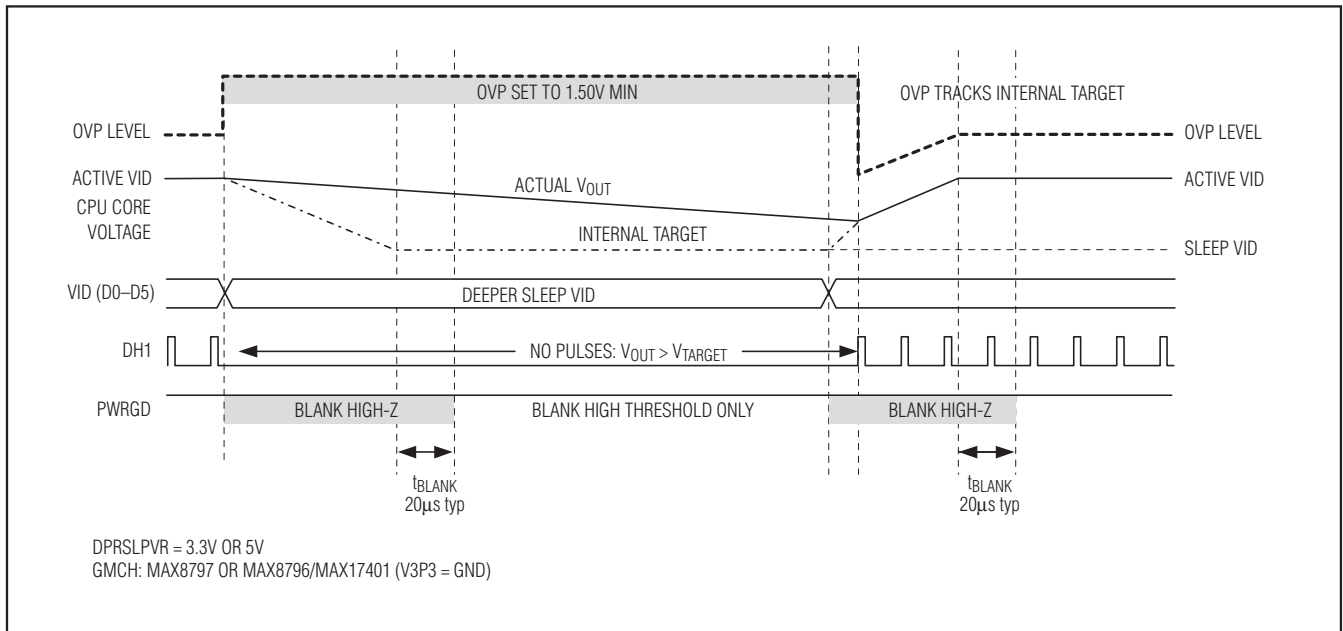 OVP SET TO 1.50V MIN
OVP TRACKS INTERNAL TARGET
OVP LEVEL
OVP LEVEL
ACTIVE VID
ACTUAL VOUT
ACTIVE VID
CPU CORE
VOLTAGE
INTERNAL TARGET
SLEEP VID
VID (D0–D5)
DEEPER SLEEP VID
DH1
NO PULSES: VOUT > VTARGET
PWRGD
BLANK HIGH-Z
BLANK HIGH THRESHOLD ONLY
BLANK HIGH-Z
tBLANK
20μs typ
tBLANK
20μs typ
DPRSLPVR = 3.3V OR 5V
GMCH: MAX8797 OR MAX8796/MAX17401 (V3P3 = GND)